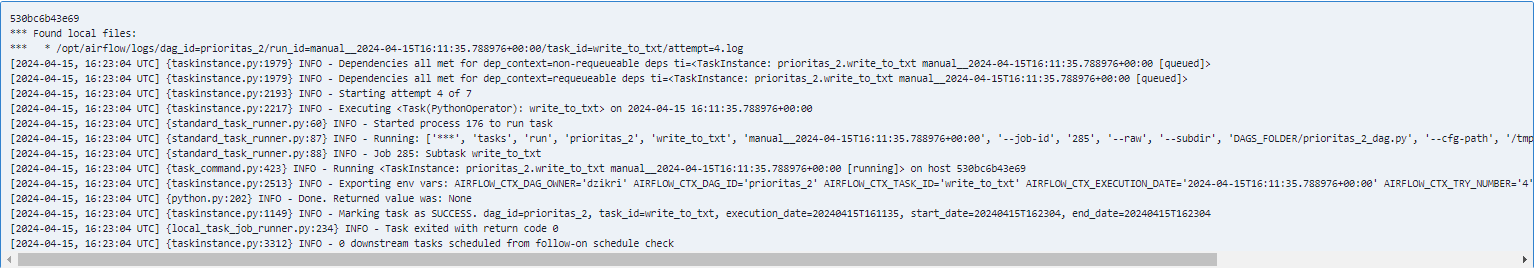 530bc6b43e69
*** Found local files:
***   * /opt/airflow/logs/dag_id=prioritas_2/run_id=manual__2024-04-15T16:11:35.788976+00:00/task_id=write_to_txt/attempt=4.log
[2024-04-15, 16:23:04 UTC] {taskinstance.py:1979} INFO - Dependencies all met for dep_context=non-requeueable deps ti=<TaskInstance: prioritas_2.write_to_txt manual__2024-04-15T16:11:35.788976+00:00 [queued]>
[2024-04-15, 16:23:04 UTC] {taskinstance.py:1979} INFO - Dependencies all met for dep_context=requeueable deps ti=<TaskInstance: prioritas_2.write_to_txt manual__2024-04-15T16:11:35.788976+00:00 [queued]>
[2024-04-15, 16:23:04 UTC] {taskinstance.py:2193} INFO - Starting attempt 4 of 7
[2024-04-15, 16:23:04 UTC] {taskinstance.py:2217} INFO - Executing <Task(PythonOperator): write_to_txt> on 2024-04-15 16:11:35.788976+00:00
[2024-04-15, 16:23:04 UTC] {standard_task_runner.py:60} INFO - Started process 176 to run task
[2024-04-15, 16:23:04 UTC] {standard_task_runner.py:87} INFO - Running: ['***', 'tasks', 'run', 'prioritas_2', 'write_to_txt', 'manual__2024-04-15T16:11:35.788976+00:00', '--job-id', '285', '--raw', '--subdir', 'DAGS_FOLDER/prioritas_2_dag.py', '--cfg-path', '/tmp
[2024-04-15, 16:23:04 UTC] {standard_task_runner.py:88} INFO - Job 285: Subtask write_to_txt
[2024-04-15, 16:23:04 UTC] {task_command.py:423} INFO - Running <TaskInstance: prioritas_2.write_to_txt manual__2024-04-15T16:11:35.788976+00:00 [running]> on host 530bc6b43e69
[2024-04-15, 16:23:04 UTC] {taskinstance.py:2513} INFO - Exporting env vars: AIRFLOW_CTX_DAG_OWNER='dzikri' AIRFLOW_CTX_DAG_ID='prioritas_2' AIRFLOW_CTX_TASK_ID='write_to_txt' AIRFLOW_CTX_EXECUTION_DATE='2024-04-15T16:11:35.788976+00:00' AIRFLOW_CTX_TRY_NUMBER='4'
[2024-04-15, 16:23:04 UTC] {python.py:202} INFO - Done. Returned value was: None
[2024-04-15, 16:23:04 UTC] {taskinstance.py:1149} INFO - Marking task as SUCCESS. dag_id=prioritas_2, task_id=write_to_txt, execution_date=20240415T161135, start_date=20240415T162304, end_date=20240415T162304
[2024-04-15, 16:23:04 UTC] {local_task_job_runner.py:234} INFO - Task exited with return code 0
[2024-04-15, 16:23:04 UTC] {taskinstance.py:3312} INFO - 0 downstream tasks scheduled from follow-on schedule check